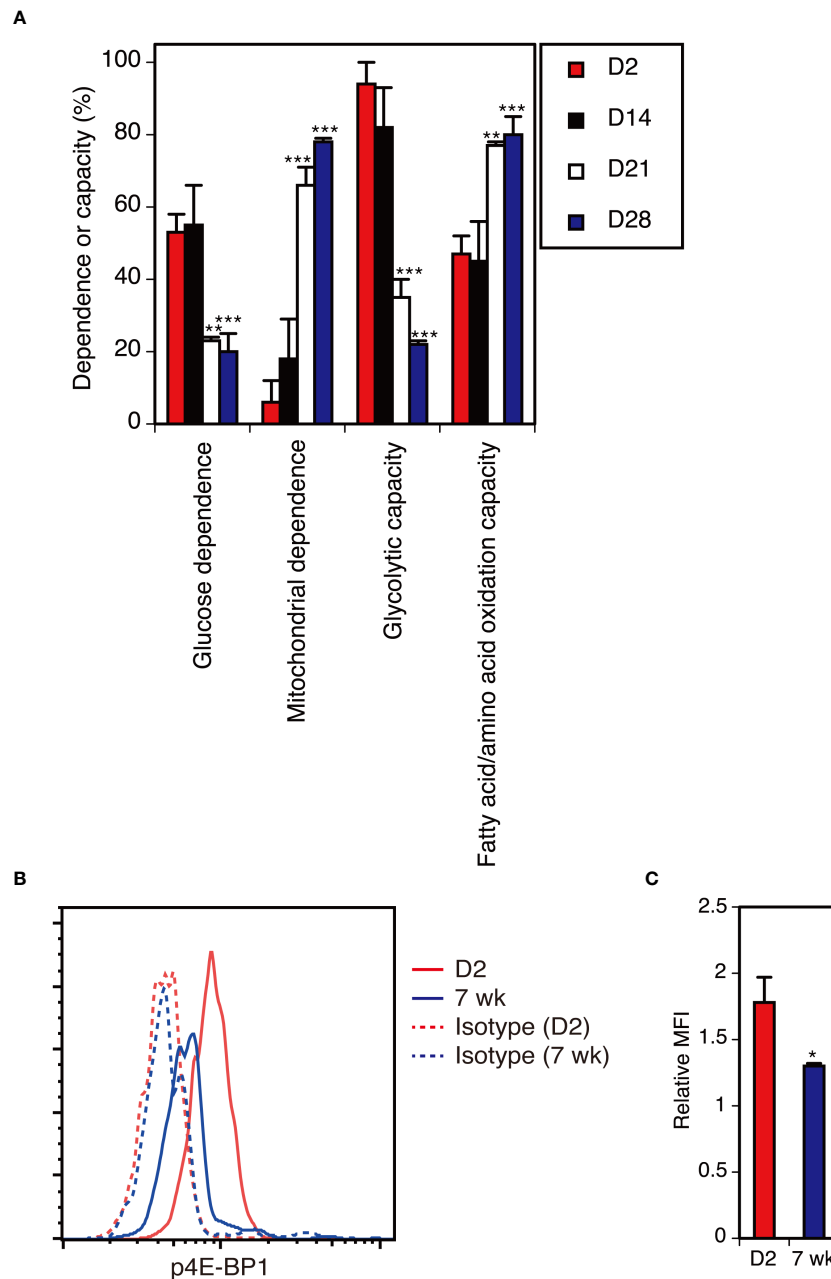 A
Dependence or capacity (%)
100
80
60
40
20
0
**
***
***
***
***
***
**
***
D2
D14
D21
D28
Glucose dependence
Mitochondrial dependence
Glycolytic capacity
Fatty acid/amino acid oxidation capacity
B
p4E-BP1
D2
7 wk
Isotype (D2)
Isotype (7 wk)
C
Relative MFI
2.5
2
1.5
1
0.5
0
*
D2
7 wk